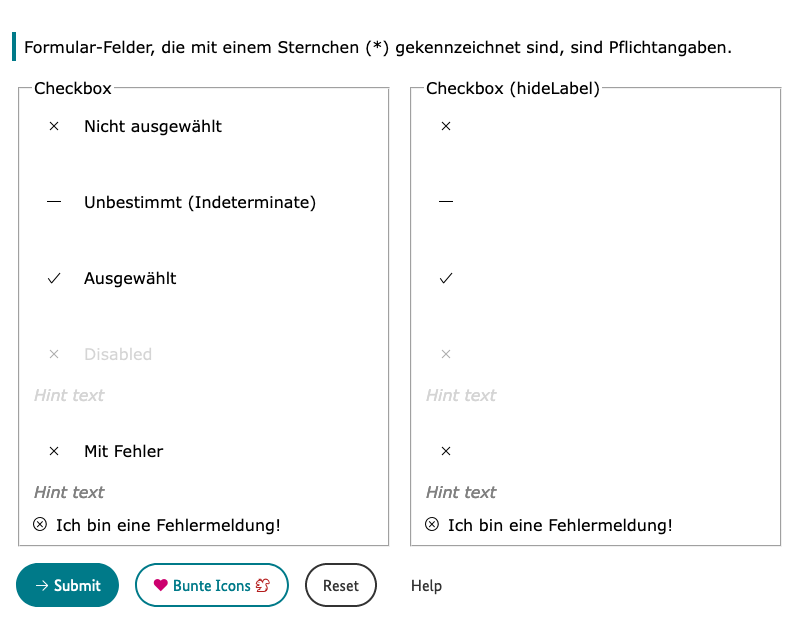 Formular-Felder, die mit einem Sternchen (*) gekennzeichnet sind, sind Pflichtangaben.
Checkbox
Nicht ausgewählt
Unbestimmt (Indeterminate)
Ausgewählt
Disabled
Hint text
Mit Fehler
Hint text
Ich bin eine Fehlermeldung!
Checkbox (hideLabel)
Hint text
Hint text
Ich bin eine Fehlermeldung!
Submit
Bunte Icons
Reset
Help